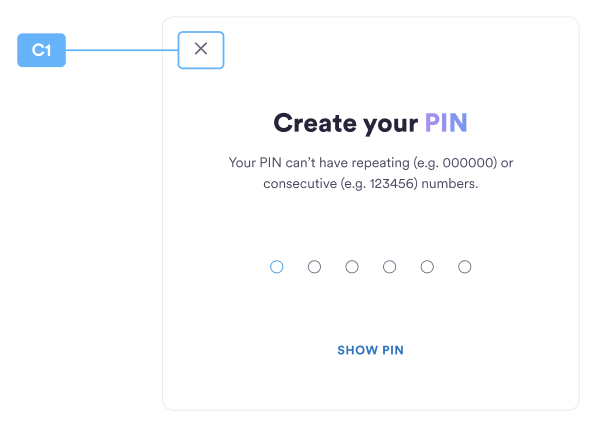 C1
Create your PIN
Your PIN can't have repeating (e.g. 000000) or
consecutive (e.g. 123456) numbers.
SHOW PIN